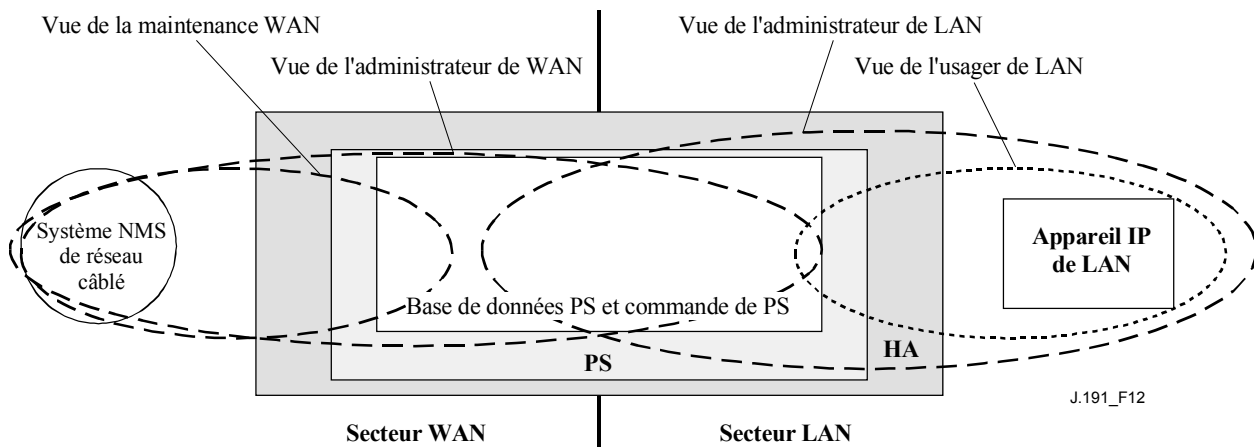 Vue de la maintenance WAN
Vue de l'administrateur de WAN
Vue de l'administrateur de LAN
Vue de l'usager de LAN
Système NMS
de réseau
câblé
Appareil IP
de LAN
Base de données PS et commande de PS
PS
HA
J.191_F12
Secteur WAN
Secteur LAN